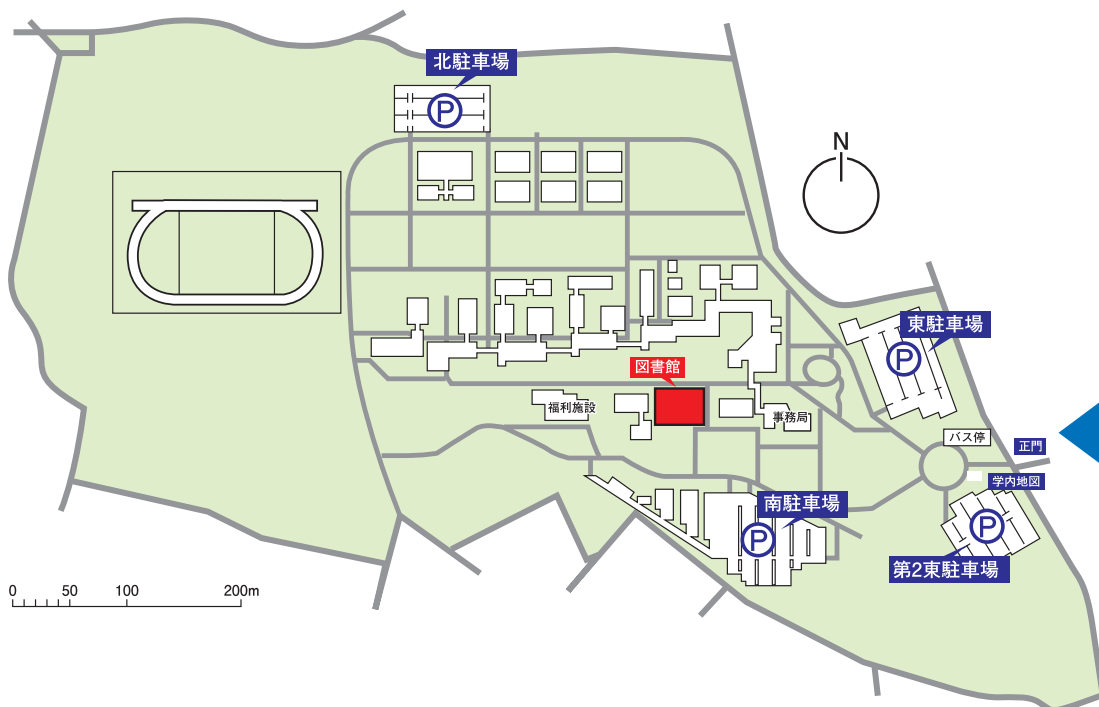 北駐車場
P
N
東駐車場
P
図書館
福利施設
事務局
バス停
正門
学内地図
南駐車場
P
P
第2東駐車場
0 50 100 200m